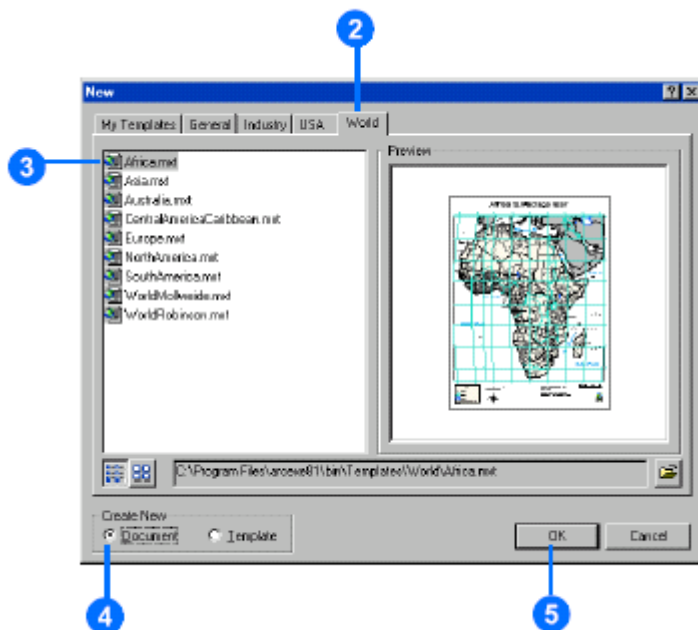 2
New
My Templates General Industry USA World
3
Africa.mxt
Asia.mxt
Australia.mxt
CentralAmericaCaribbean.mxt
Europe.mxt
NorthAmerica.mxt
SouthAmerica.mxt
WorldMollweide.mxt
WorldRobinson.mxt
Preview
Africa & Madagascar
C:\Program Files\arcexe81\bin\Templates\World\Africa.mxt
Create New
Document Template
OK Cancel
4
5